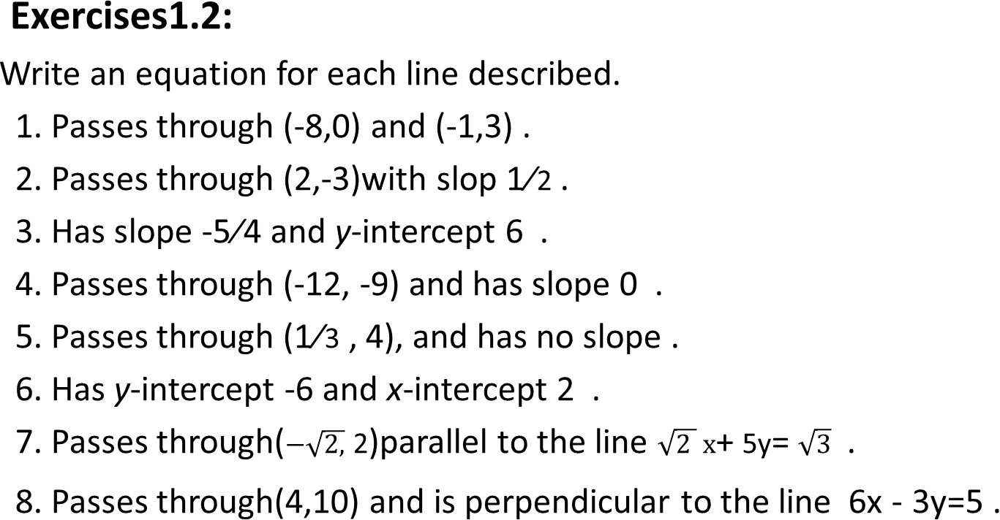 Exercises1.2:
Write an equation for each line described.
1. Passes through (-8,0) and (-1,3) .
2. Passes through (2,-3)with slop 1⁄2 .
3. Has slope -5⁄4 and y-intercept 6 .
4. Passes through (-12, -9) and has slope 0 .
5. Passes through (1⁄3 , 4), and has no slope .
6. Has y-intercept -6 and x-intercept 2 .
7. Passes through(−√2, 2)parallel to the line √2 x+ 5y= √3 .
8. Passes through(4,10) and is perpendicular to the line 6x - 3y=5 .